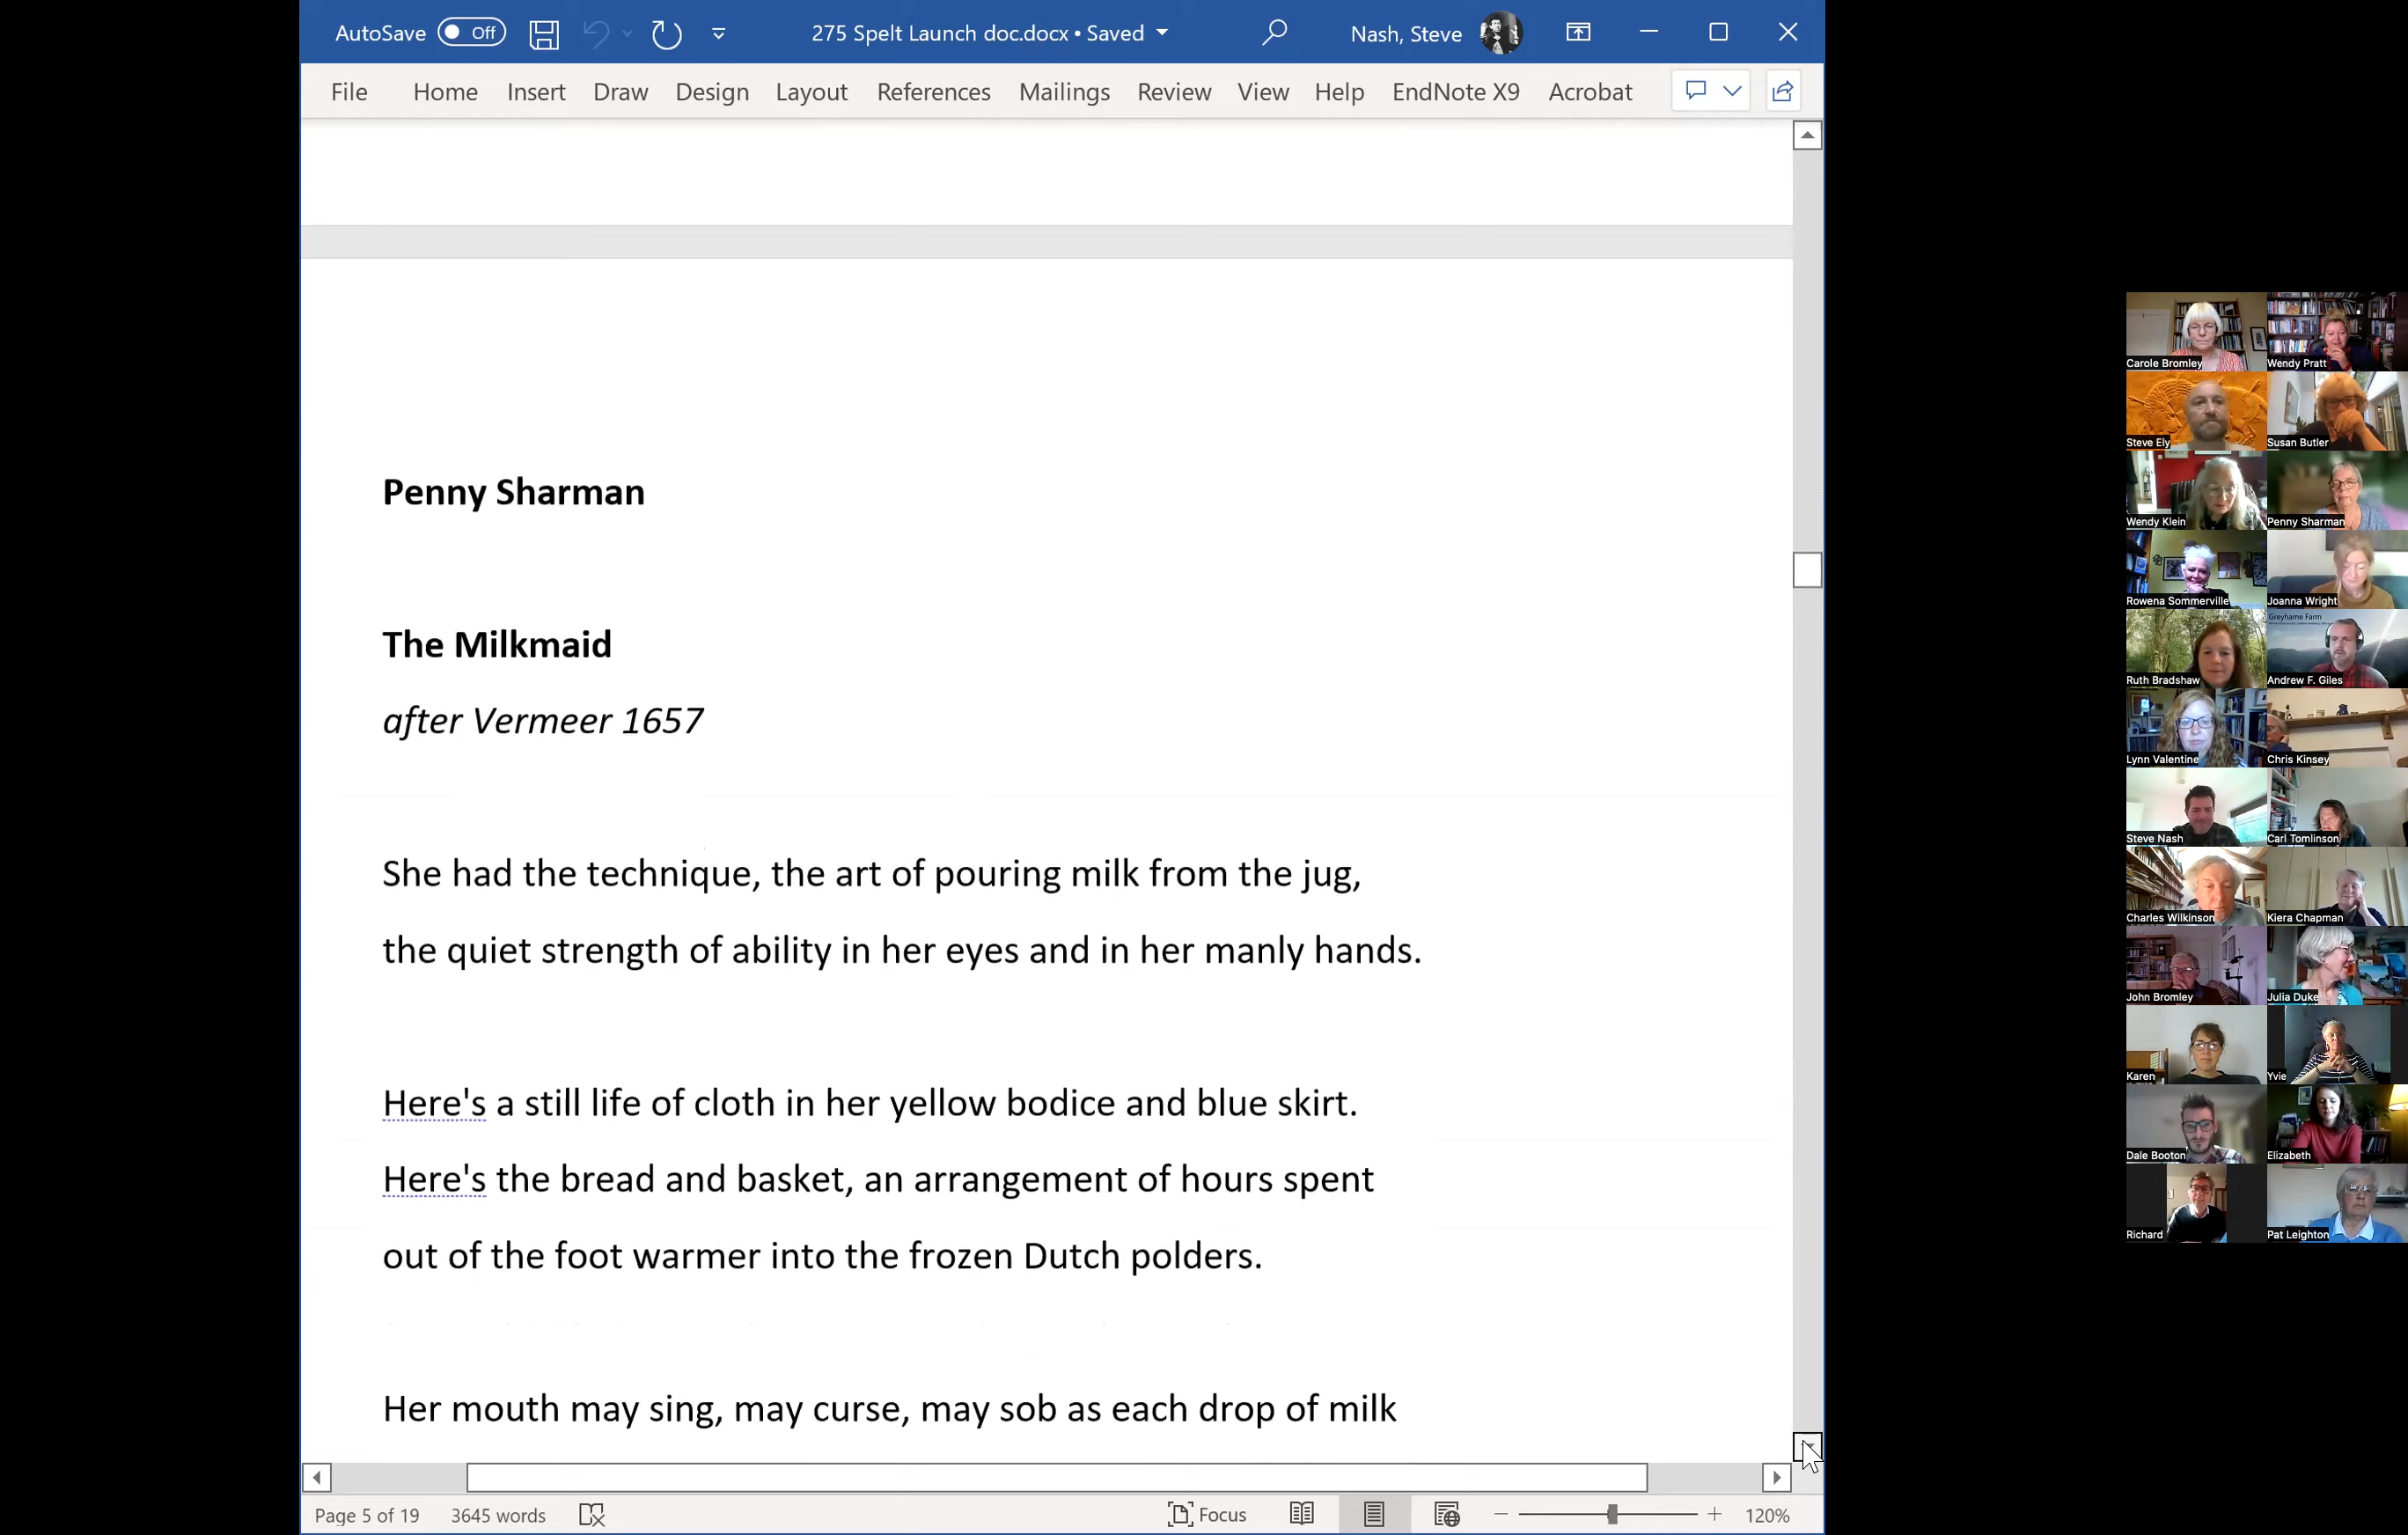 AutoSave Off 275 Spelt Launch doc.docx • Saved Nash, Steve
File Home Insert Draw Design Layout References Mailings Review View Help EndNote X9 Acrobat
Penny Sharman
The Milkmaid
after Vermeer 1657
She had the technique, the art of pouring milk from the jug,
the quiet strength of ability in her eyes and in her manly hands.
Here's a still life of cloth in her yellow bodice and blue skirt.
Here's the bread and basket, an arrangement of hours spent
out of the foot warmer into the frozen Dutch polders.
Her mouth may sing, may curse, may sob as each drop of milk
Page 5 of 19 3645 words Focus 120%
Carole Bromley Wendy Pratt
Steve Ely Susan Butler
Wendy Klein Penny Sharman
Rowena Sommerville Joanna Wright
Greyhame Farm
Ruth Bradshaw Andrew F. Giles
Lynn Valentine Chris Kinsey
Steve Nash Carl Tomlinson
Charles Wilkinson Kiera Chapman
John Bromley Julia Duke
Karen Yvie
Dale Booton Elizabeth
Richard Pat Leighton